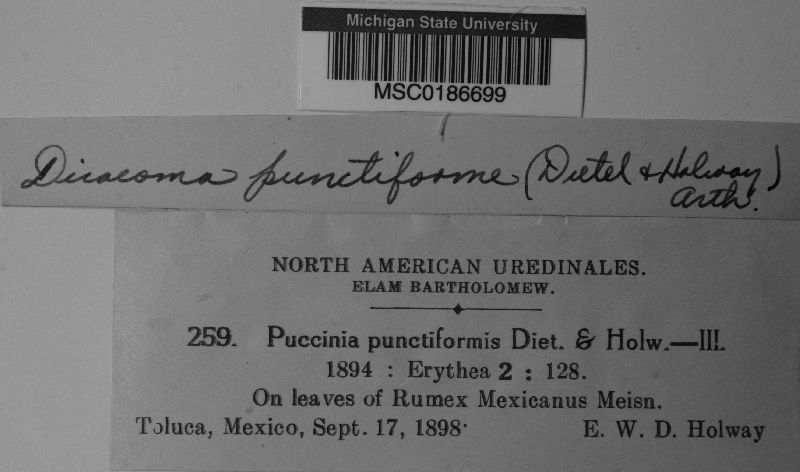 Michigan State University
MSC0186699
Dicaeoma punctiforme (Dietel & Holway)
Arth.
NORTH AMERICAN UREDINALES.
ELAM BARTHOLOMEW.
259. Puccinia punctiformis Diet. & Holw.—III.
1894 : Erythea 2 : 128.
On leaves of Rumex Mexicanus Meisn.
Toluca, Mexico, Sept. 17, 1898. E. W. D. Holway